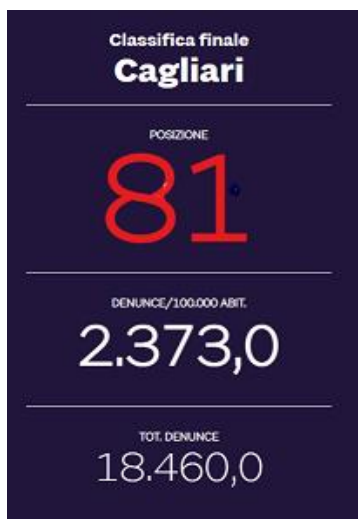 Classifica finale
Cagliari
POSIZIONE
81
DENUNCE/100.000 ABIT.
2.373,0
TOT. DENUNCE
18.460,0